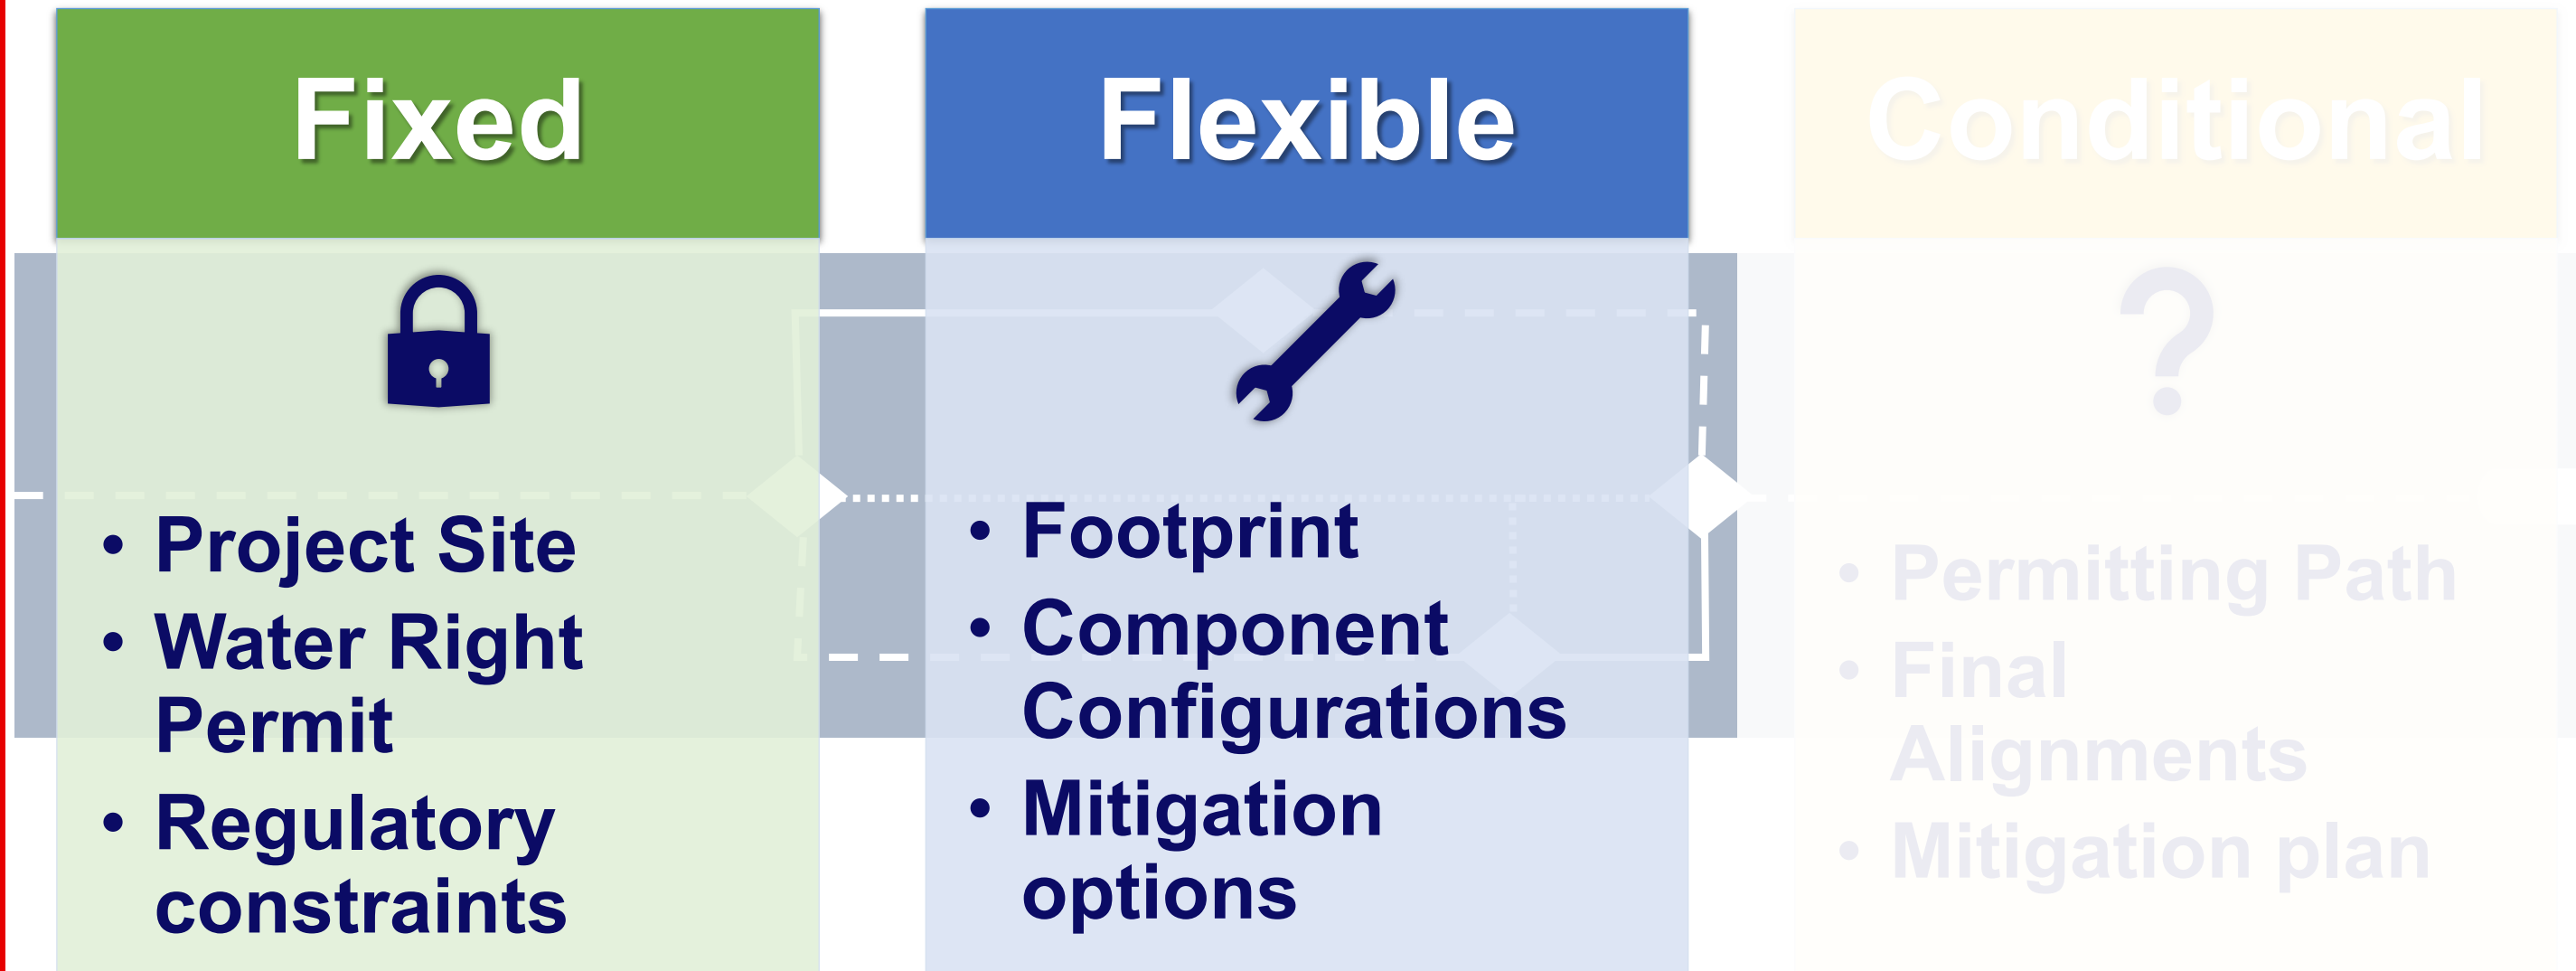 Fixed
• Project Site
• Water Right
Permit
• Regulatory
constraints
Flexible
• Footprint
• Component
Configurations
• Mitigation
options
Conditional
?
• Permitting Path
• Final
Alignments
• Mitigation plan